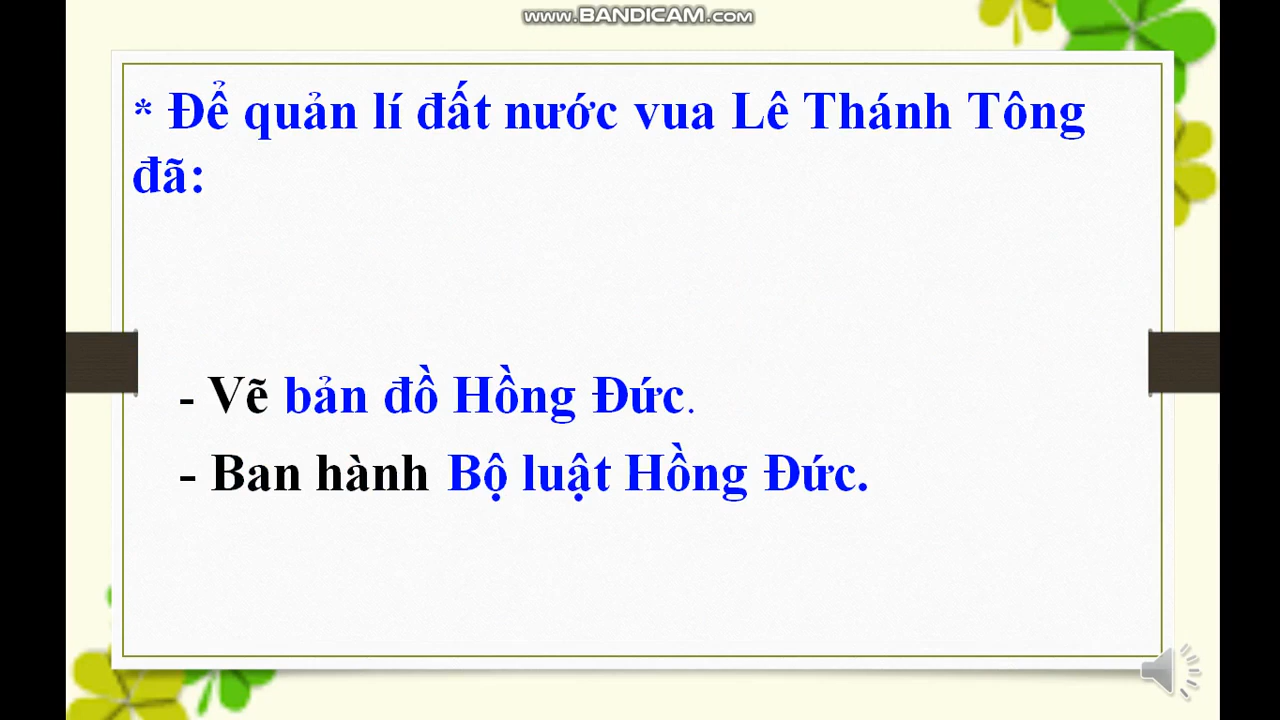 WWW.BANDICAM.COM
* Để quản lí đất nước vua Lê Thánh Tông
đã:
- Vẽ bản đồ Hồng Đức.
- Ban hành Bộ luật Hồng Đức.